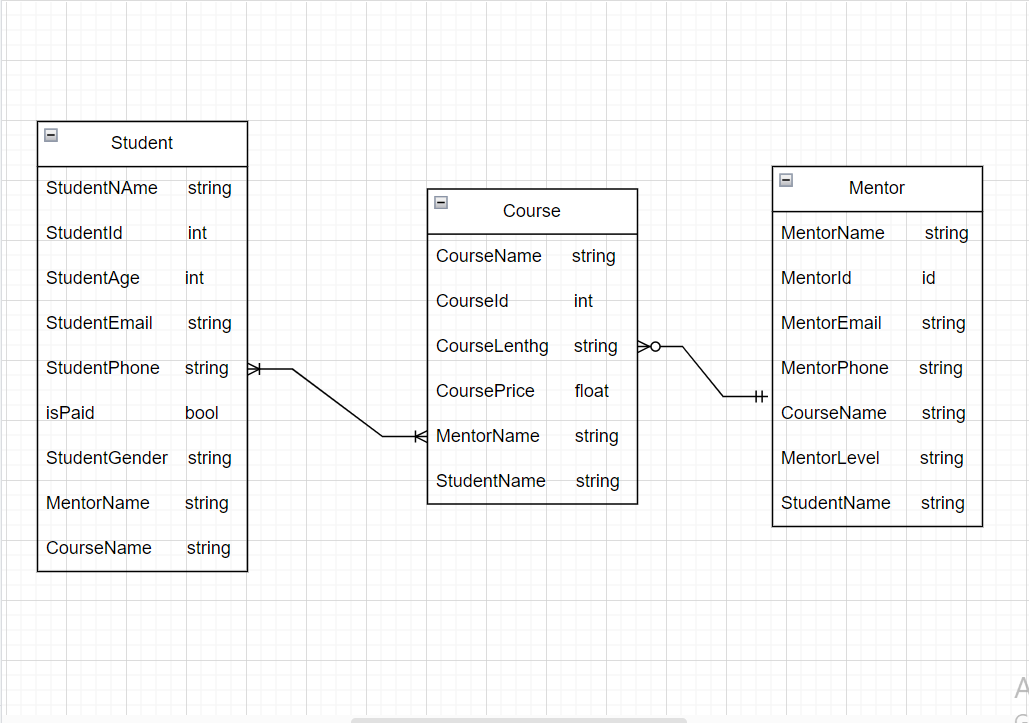 Student
StudentNAme string
StudentId int
StudentAge int
StudentEmail string
StudentPhone string
isPaid bool
StudentGender string
MentorName string
CourseName string
Course
CourseName string
CourseId int
CourseLenthg string
CoursePrice float
MentorName string
StudentName string
Mentor
MentorName string
MentorId id
MentorEmail string
MentorPhone string
CourseName string
MentorLevel string
StudentName string